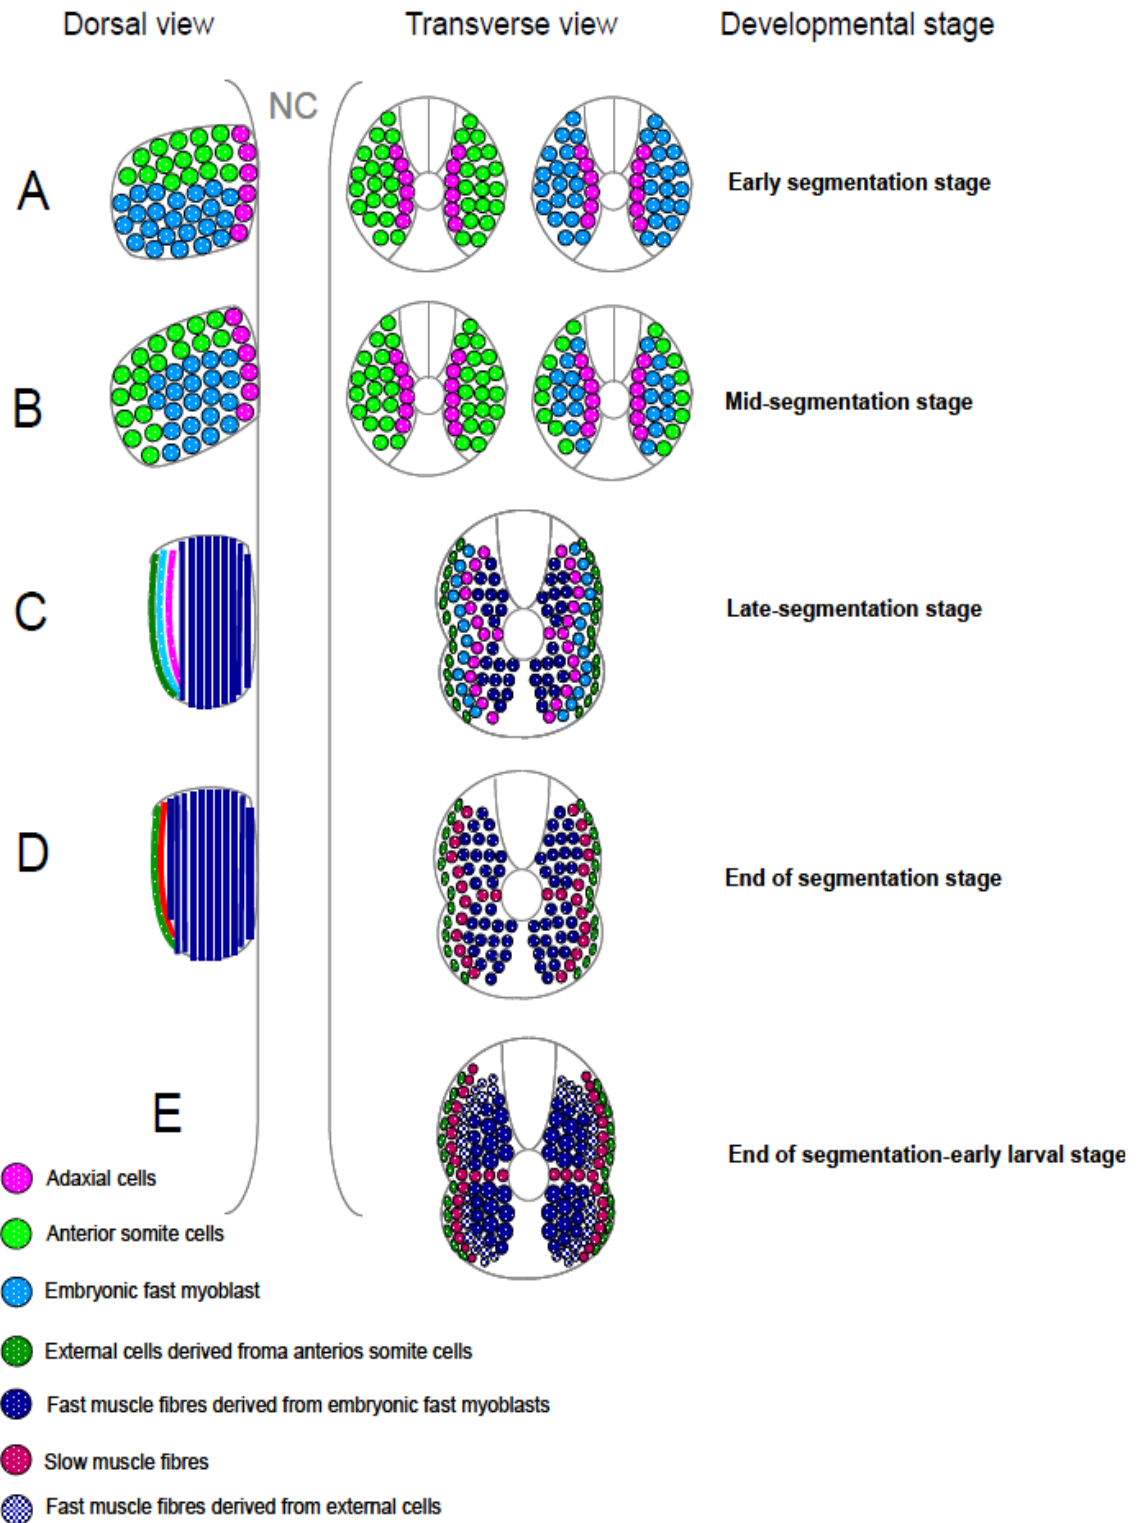 Dorsal view
Transverse view
Developmental stage
NC
A
Early segmentation stage
B
Mid-segmentation stage
C
Late-segmentation stage
D
End of segmentation stage
E
End of segmentation-early larval stage
Adaxial cells
Anterior somite cells
Embryonic fast myoblast
External cells derived froma anterios somite cells
Fast muscle fibres derived from embryonic fast myoblasts
Slow muscle fibres
Fast muscle fibres derived from external cells